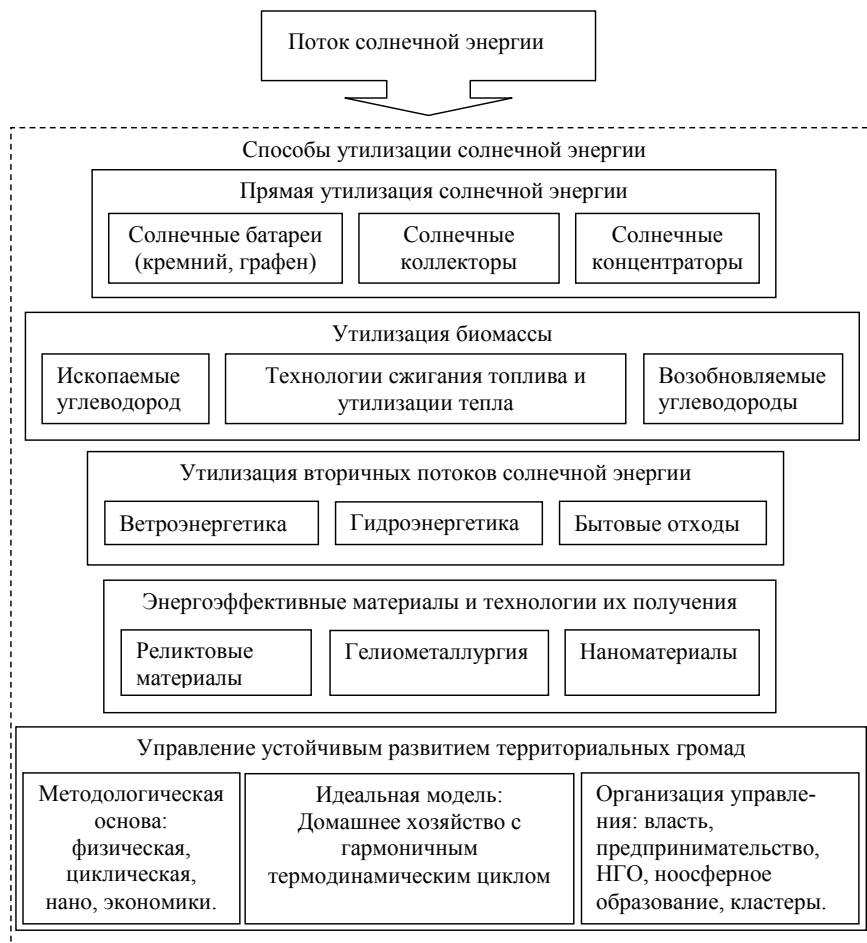 Поток солнечной энергии
Способы утилизации солнечной энергии
Прямая утилизация солнечной энергии
Солнечные батареи
(кремний, графен)
Солнечные
коллекторы
Солнечные
концентраторы
Утилизация биомассы
Ископаемые
углеводород
Технологии сжигания топлива и
утилизации тепла
Возобновляемые
углеводороды
Утилизация вторичных потоков солнечной энергии
Ветроэнергетика
Гидроэнергетика
Бытовые отходы
Энергоэффективные материалы и технологии их получения
Реликтовые
материалы
Гелиометаллургия
Наноматериалы
Управление устойчивым развитием территориальных громад
Методологическая
основа:
физическая,
циклическая,
нано, экономики.
Идеальная модель:
Домашнее хозяйство с
гармоничным
термодинамическим циклом
Организация управле-
ния: власть,
предпринимательство,
НГО, ноосферное
образование, кластеры.